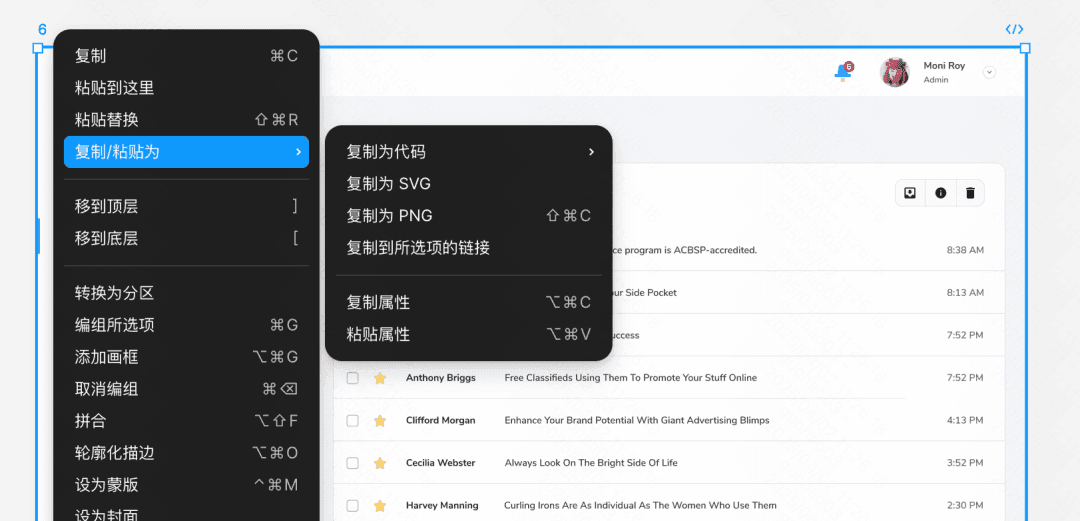 6
</>
复制 ⌘C
粘贴到这里
粘贴替换 ⇧⌘R
复制/粘贴为 ›
移到顶层 ]
移到底层 [
转换为分区
编组所选项 ⌘G
添加画框 ⌥⌘G
取消编组 ⌘⌫
拼合 ⌥⇧F
轮廓化描边 ⌥⌘O
设为蒙版 ^⌘M
设为封面
复制为代码 ›
复制为 SVG
复制为 PNG ⇧⌘C
复制到所选项的链接
复制属性 ⌥⌘C
粘贴属性 ⌥⌘V
6
Moni Roy
Admin
program is ACBSP-accredited. 8:38 AM
Side Pocket 8:13 AM
7:52 PM
Anthony Briggs Free Classifieds Using Them To Promote Your Stuff Online 7:52 PM
Clifford Morgan Enhance Your Brand Potential With Giant Advertising Blimps 4:13 PM
Cecilia Webster Always Look On The Bright Side Of Life 3:52 PM
Harvey Manning Curling Irons Are As Individual As The Women Who Use Them 2:30 PM